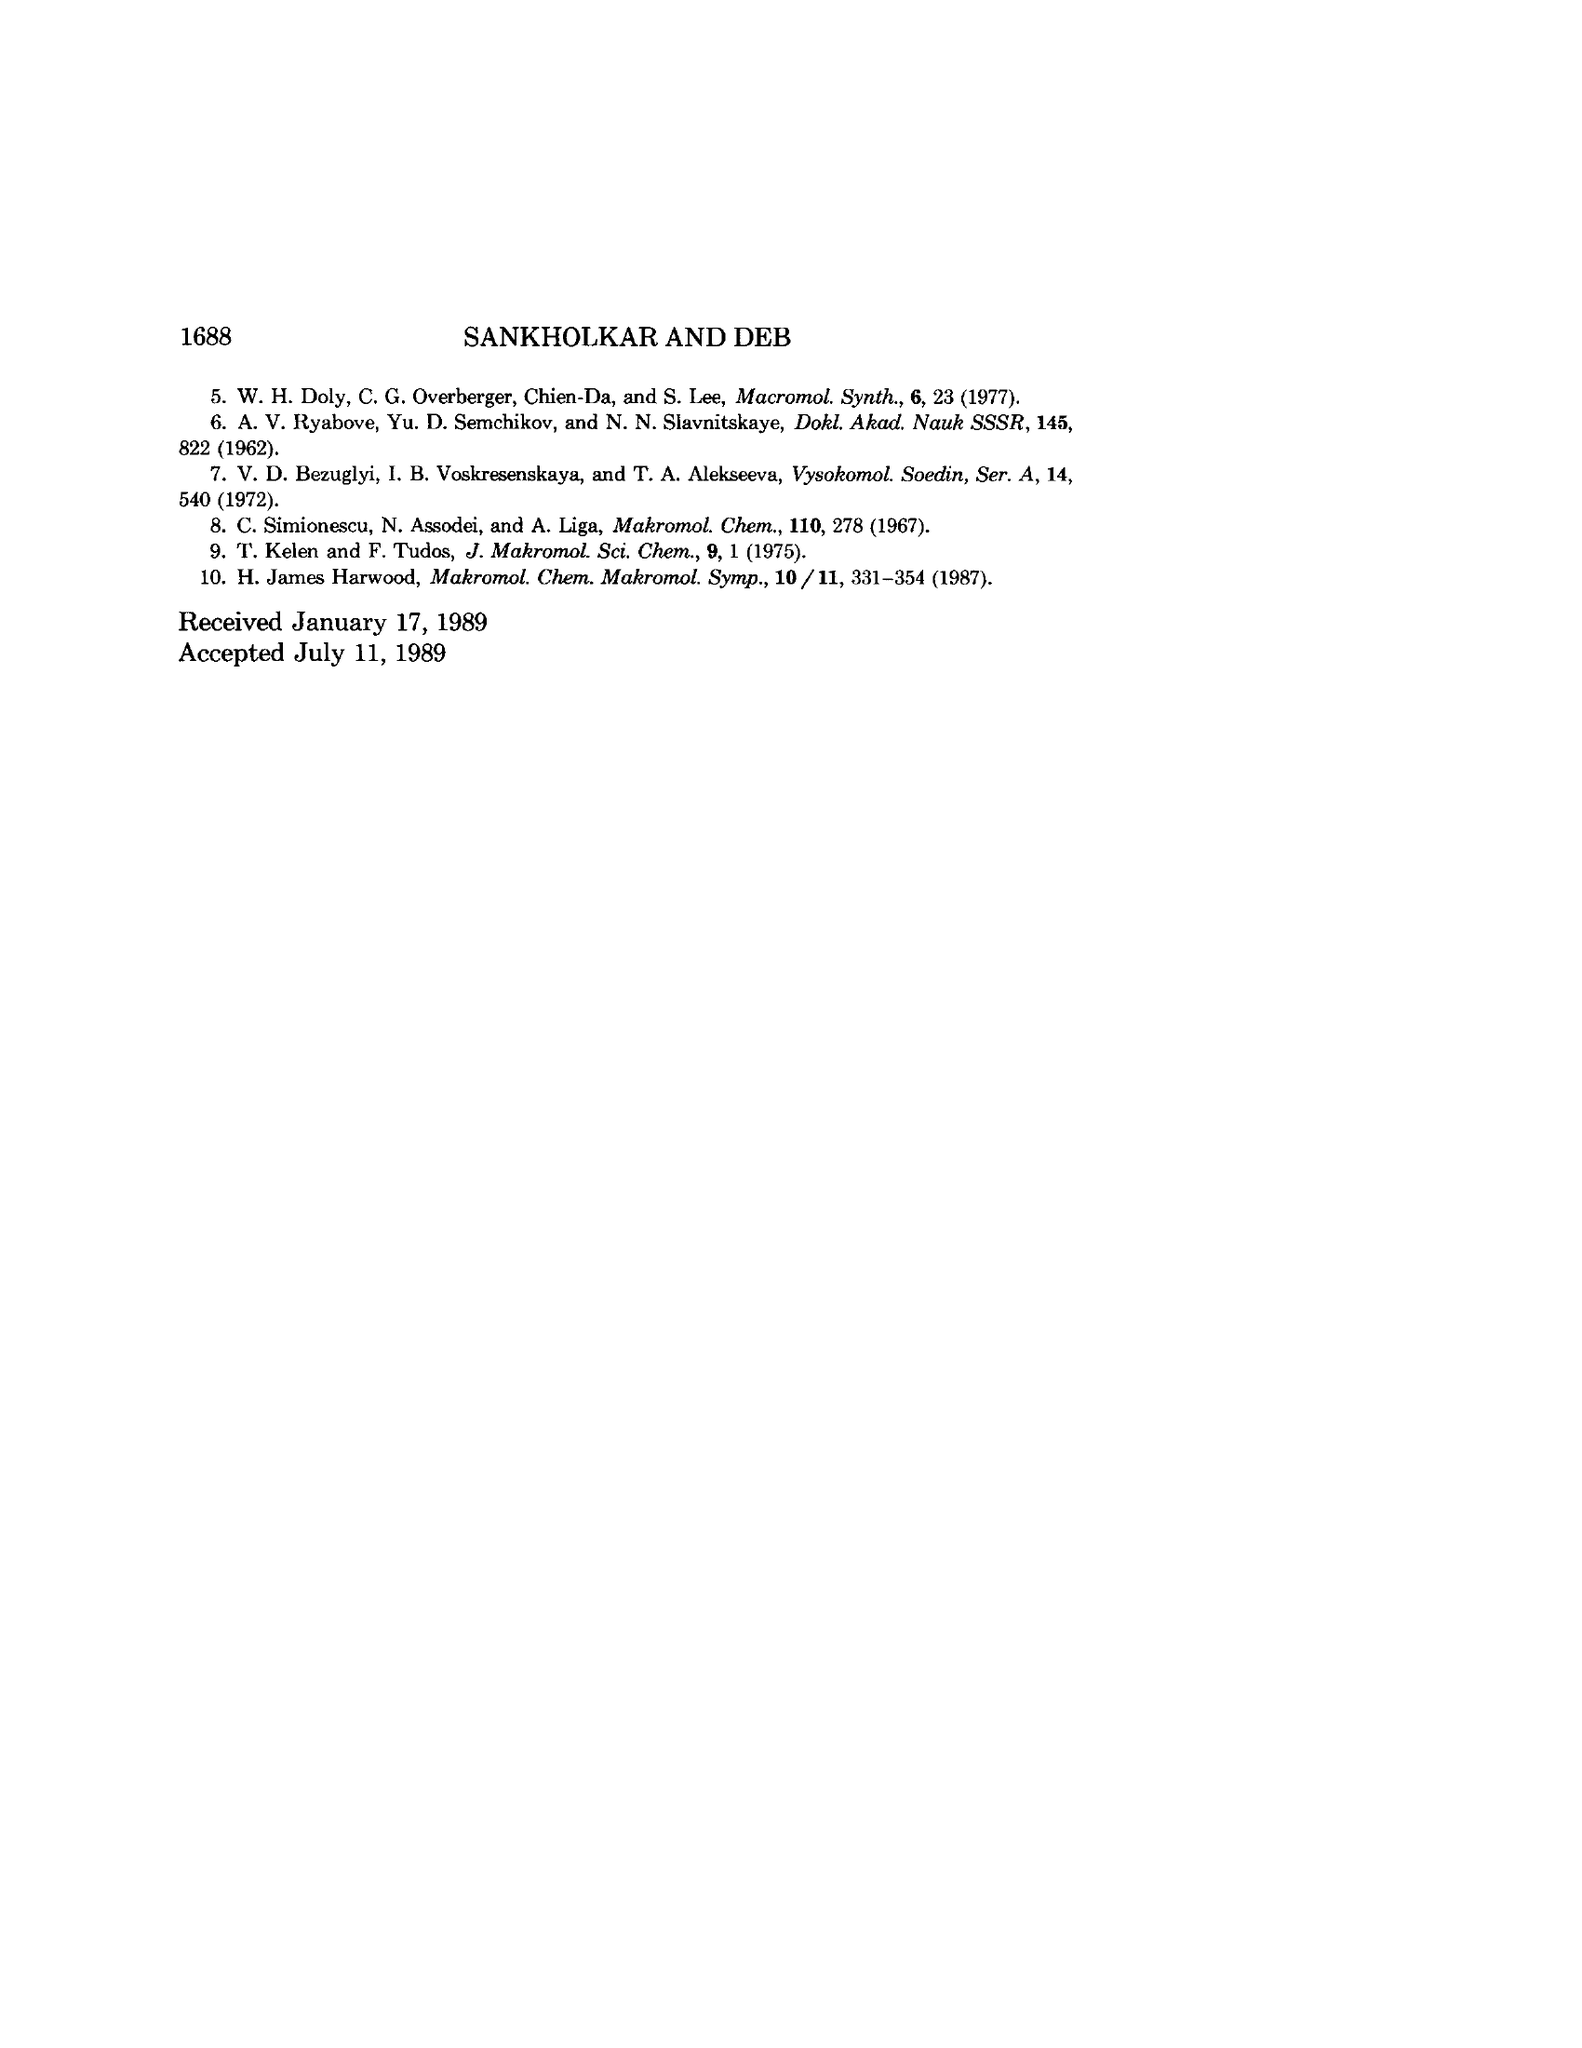 1688 SANKHOLKAR AND DEB
5. W. H. Doly, C. G. Overberger, Chien-Da, and S. Lee, Macromol. Synth., 6, 23 (1977).
6. A. V. Ryabove, Yu. D. Semchikov, and N. N. Slavnitskaye, Dokl. Akad. Nauk SSSR, 145,
822 (1962).
7. V. D. Bezuglyi, I. B. Voskresenskaya, and T. A. Alekseeva, Vysokomol. Soedin, Ser. A, 14,
540 (1972).
8. C. Simionescu, N. Assodei, and A. Liga, Makromol. Chem., 110, 278 (1967).
9. T. Kelen and F. Tudos, J. Makromol. Sci. Chem., 9, 1 (1975).
10. H. James Harwood, Makromol. Chem. Makromol. Symp., 10/11, 331–354 (1987).
Received January 17, 1989
Accepted July 11, 1989